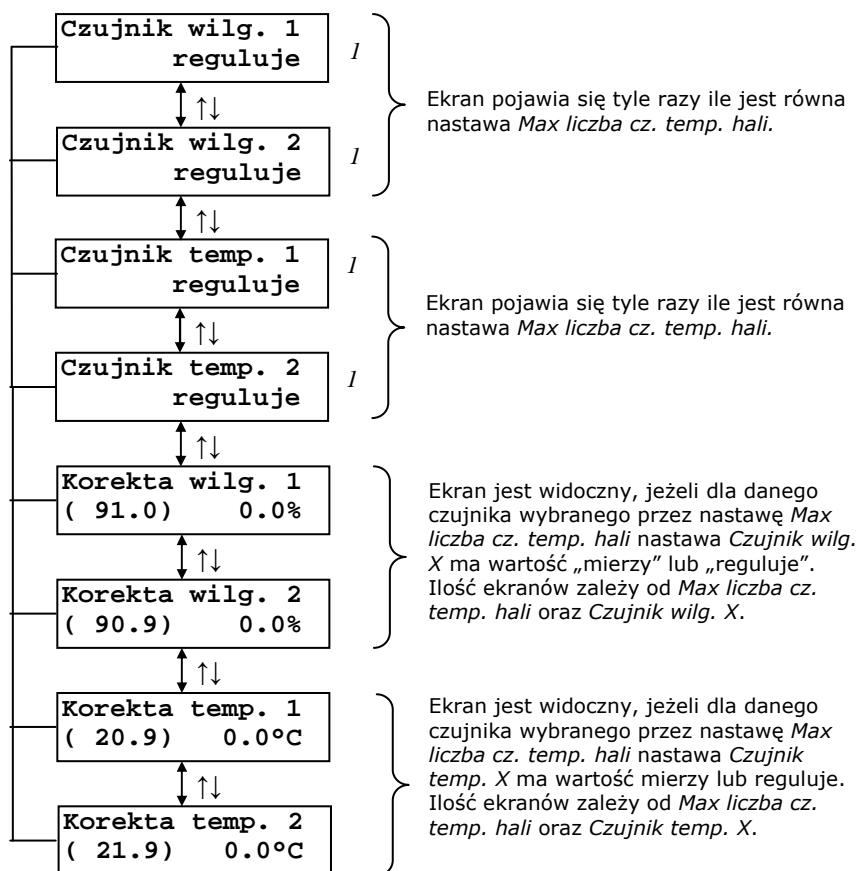 Czujnik wilg. 1
reguluje
1
↑↓
Czujnik wilg. 2
reguluje
1
Ekran pojawia się tyle razy ile jest równa
nastawa Max liczba cz. temp. hali.
↑↓
Czujnik temp. 1
reguluje
1
↑↓
Czujnik temp. 2
reguluje
1
Ekran pojawia się tyle razy ile jest równa
nastawa Max liczba cz. temp. hali.
↑↓
Korekta wilg. 1
( 91.0) 0.0%
↑↓
Korekta wilg. 2
( 90.9) 0.0%
Ekran jest widoczny, jeżeli dla danego
czujnika wybranego przez nastawę Max
liczba cz. temp. hali nastawa Czujnik wilg.
X ma wartość „mierzy” lub „reguluje”.
Ilość ekranów zależy od Max liczba cz.
temp. hali oraz Czujnik wilg. X.
↑↓
Korekta temp. 1
( 20.9) 0.0ºC
↑↓
Korekta temp. 2
( 21.9) 0.0ºC
Ekran jest widoczny, jeżeli dla danego
czujnika wybranego przez nastawę Max
liczba cz. temp. hali nastawa Czujnik
temp. X ma wartość mierzy lub reguluje.
Ilość ekranów zależy od Max liczba cz.
temp. hali oraz Czujnik temp. X.